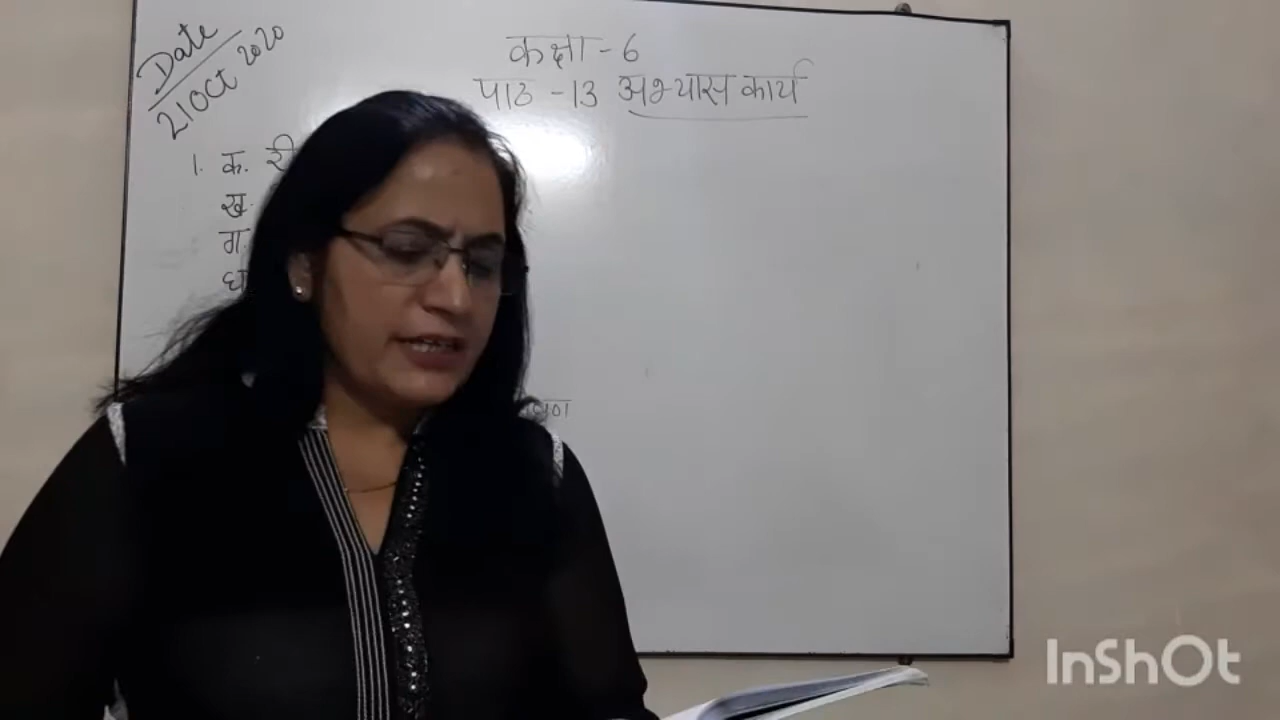 Date
21 Oct 2020
कक्षा - 6
पाठ - 13 अभ्यास कार्य
1. क. री
ख.
ग.
घ
InShOt